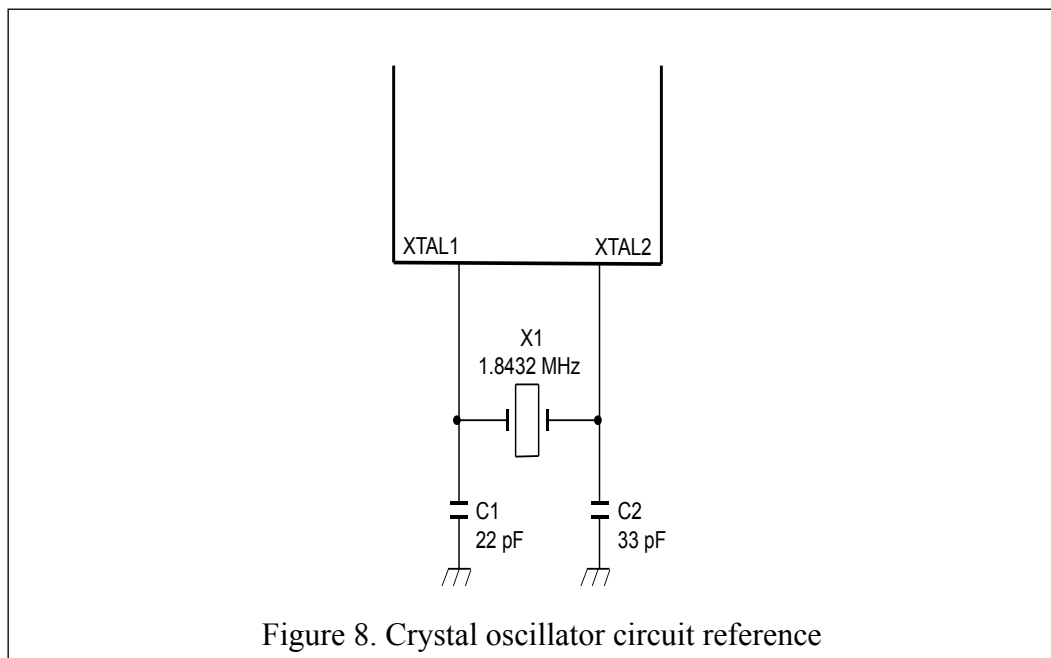 XTAL1
XTAL2
X1
1.8432 MHz
C1
22 pF
C2
33 pF
Figure 8. Crystal oscillator circuit reference